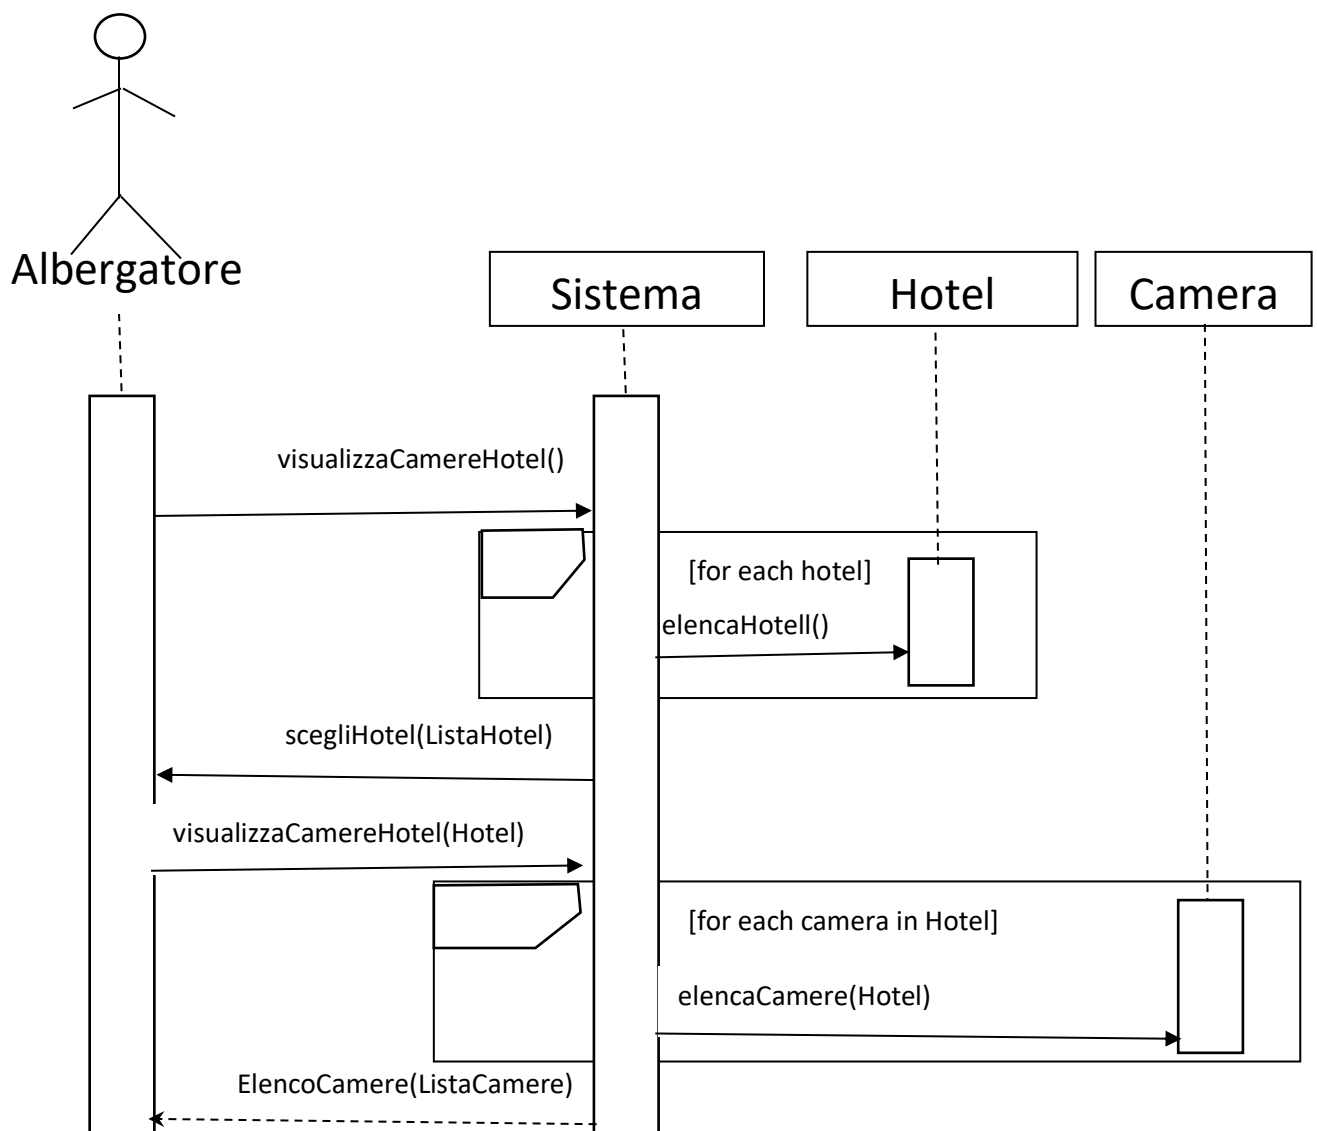 Albergatore
Sistema
Hotel
Camera
visualizzaCamereHotel()
[for each hotel]
elencaHotell()
scegliHotel(ListaHotel)
visualizzaCamereHotel(Hotel)
[for each camera in Hotel]
elencaCamere(Hotel)
ElencoCamere(ListaCamere)